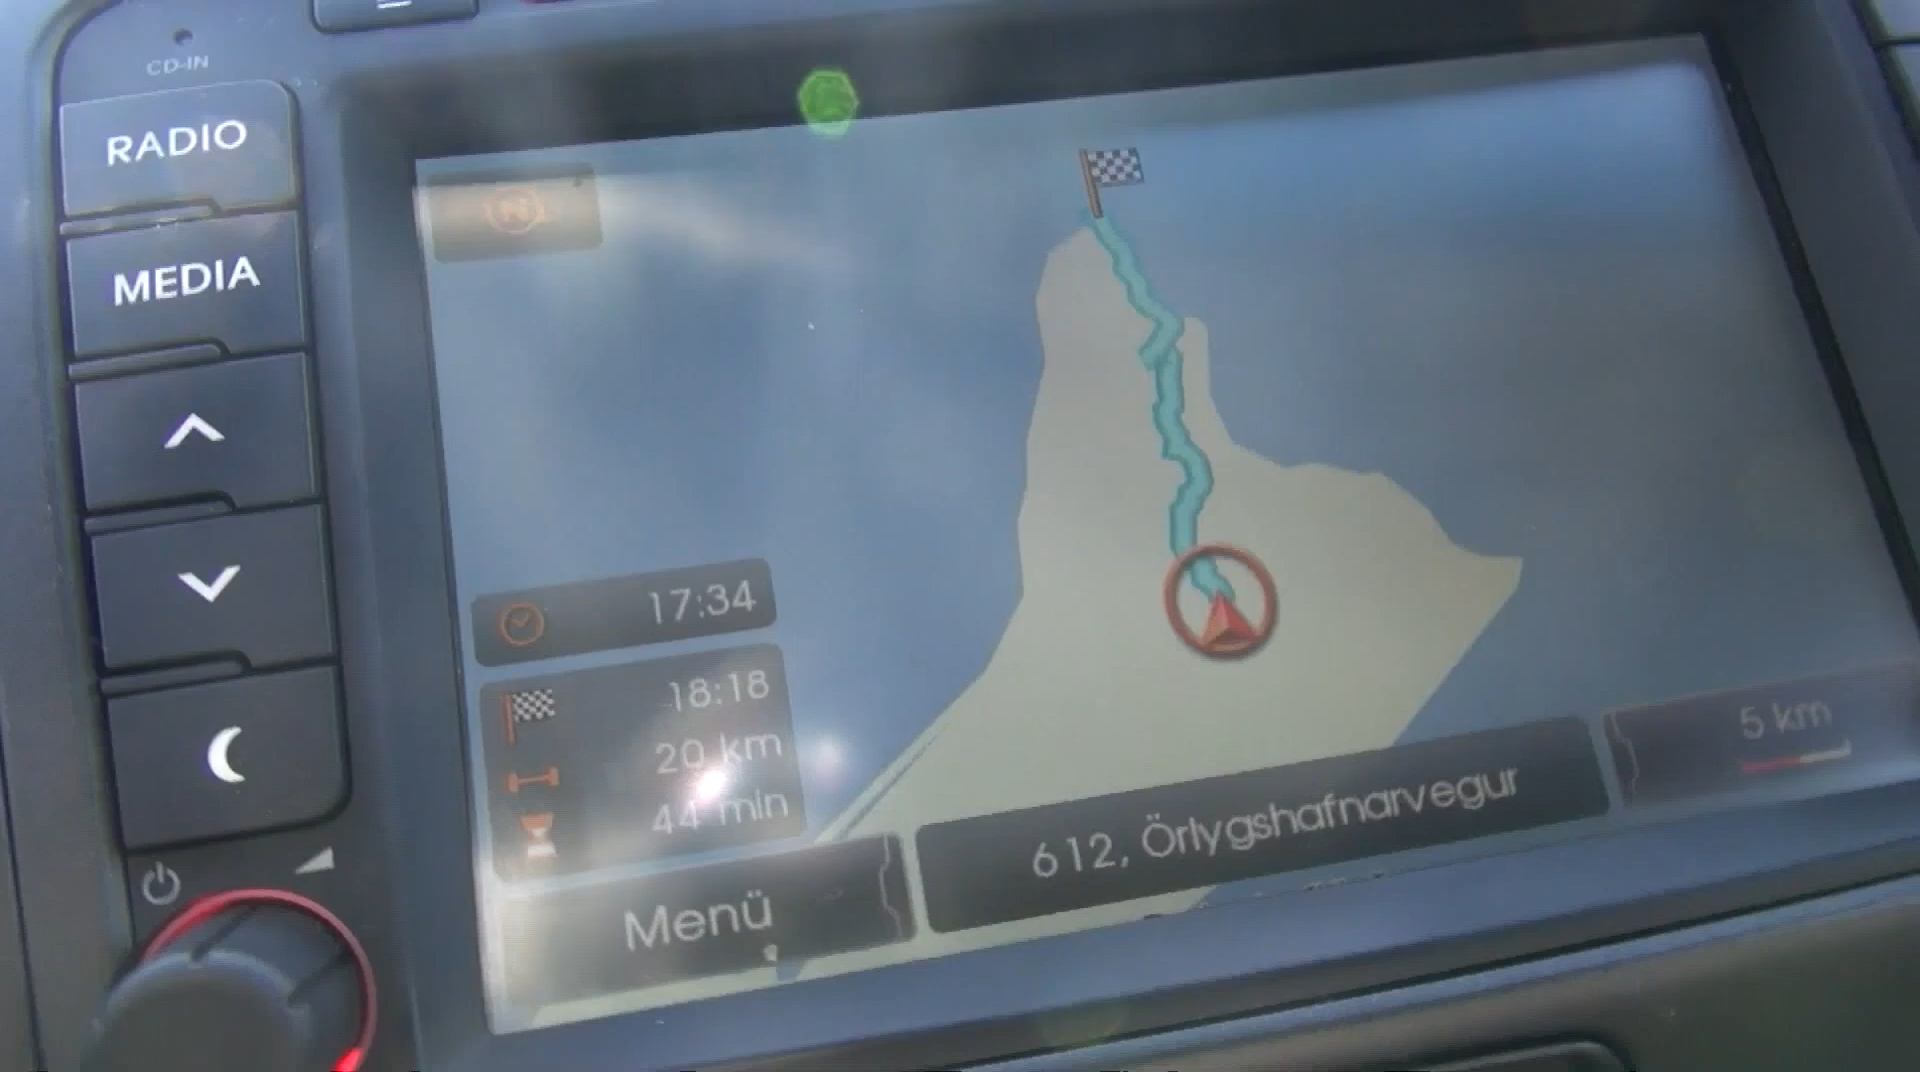 CD-IN
RADIO
MEDIA
N
17:34
18:18
20 km
44 min
5 km
612, Örlygshafnarvegur
Menü